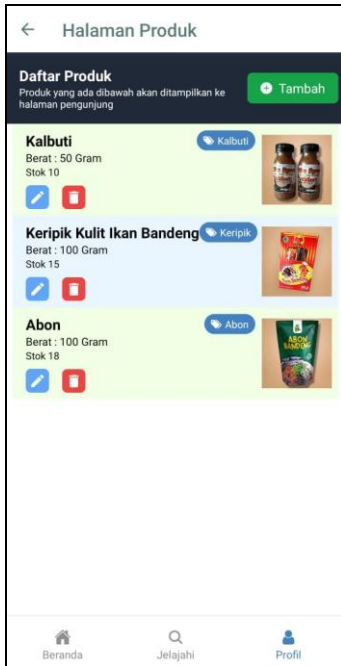 Halaman Produk
Daftar Produk
Produk yang ada dibawah akan ditampilkan ke
halaman pengunjung
Tambah
Kalbuti
Kalbuti
Berat : 50 Gram
Stok 10
Keripik Kulit Ikan Bandeng
Keripik
Berat : 100 Gram
Stok 15
Abon
Abon
Berat : 100 Gram
Stok 18
ABON
BANDENG
Beranda
Jelajahi
Profil